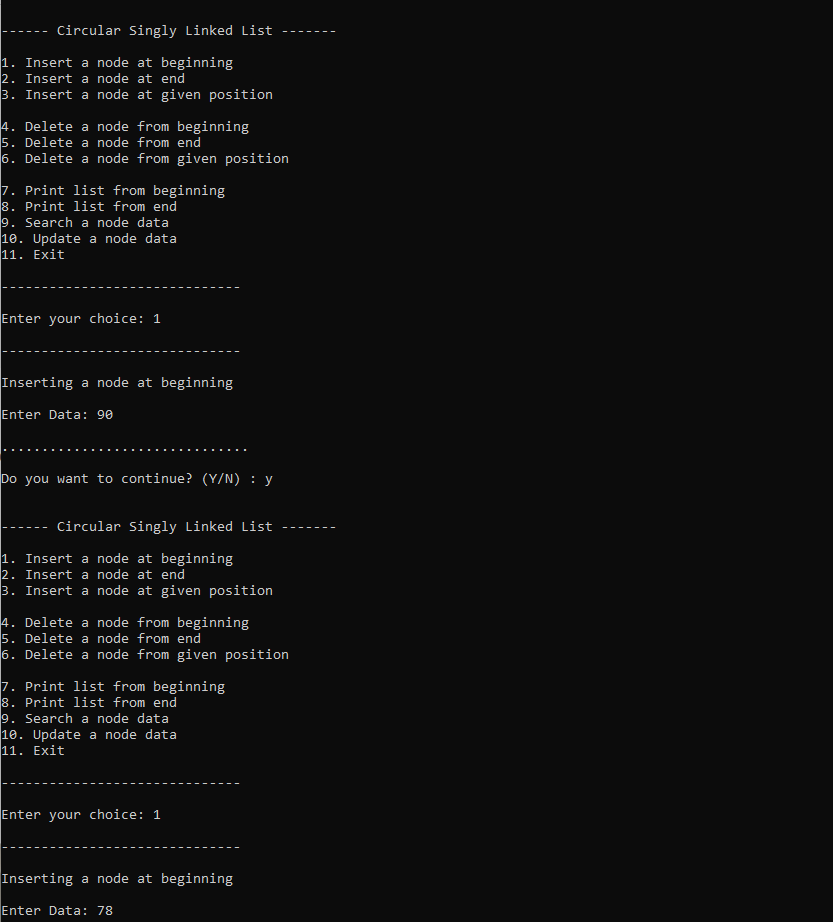 ------ Circular Singly Linked List -------
1. Insert a node at beginning
2. Insert a node at end
3. Insert a node at given position
4. Delete a node from beginning
5. Delete a node from end
6. Delete a node from given position
7. Print list from beginning
8. Print list from end
9. Search a node data
10. Update a node data
11. Exit
------------------------------
Enter your choice: 1
------------------------------
Inserting a node at beginning
Enter Data: 90
...............................
Do you want to continue? (Y/N) : y
------ Circular Singly Linked List -------
1. Insert a node at beginning
2. Insert a node at end
3. Insert a node at given position
4. Delete a node from beginning
5. Delete a node from end
6. Delete a node from given position
7. Print list from beginning
8. Print list from end
9. Search a node data
10. Update a node data
11. Exit
------------------------------
Enter your choice: 1
------------------------------
Inserting a node at beginning
Enter Data: 78